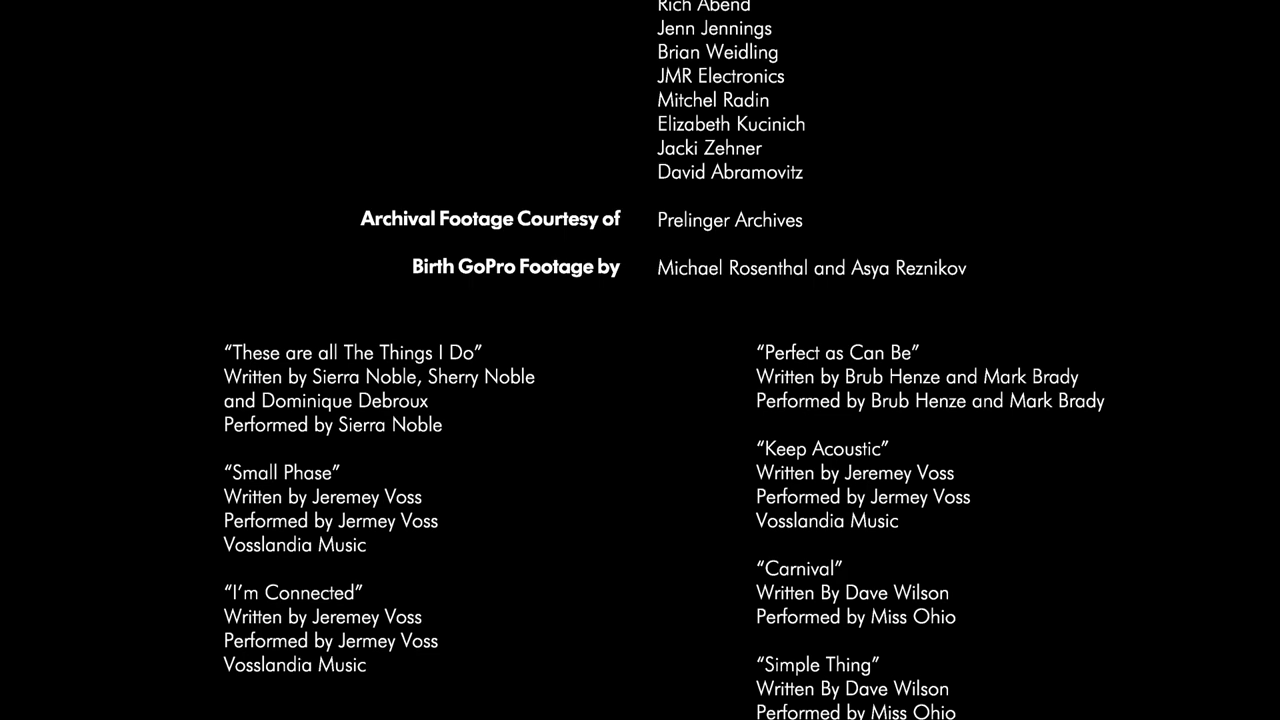 Rich Abend
Jenn Jennings
Brian Weidling
JMR Electronics
Mitchel Radin
Elizabeth Kucinich
Jacki Zehner
David Abramovitz
Archival Footage Courtesy of Prelinger Archives
Birth GoPro Footage by Michael Rosenthal and Asya Reznikov
“These are all The Things I Do”
Written by Sierra Noble, Sherry Noble
and Dominique Debroux
Performed by Sierra Noble
“Small Phase”
Written by Jeremey Voss
Performed by Jermey Voss
Vosslandia Music
“I’m Connected”
Written by Jeremey Voss
Performed by Jermey Voss
Vosslandia Music
“Perfect as Can Be”
Written by Brub Henze and Mark Brady
Performed by Brub Henze and Mark Brady
“Keep Acoustic”
Written by Jeremey Voss
Performed by Jermey Voss
Vosslandia Music
“Carnival”
Written By Dave Wilson
Performed by Miss Ohio
“Simple Thing”
Written By Dave Wilson
Performed by Miss Ohio